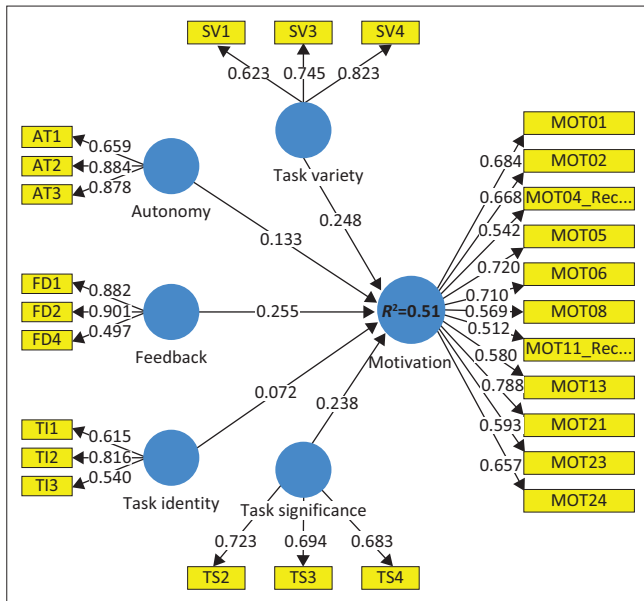 SV1
SV3
SV4
0.623
0.745
0.823
Task variety
AT1
AT2
AT3
0.659
0.884
0.878
Autonomy
0.248
0.133
FD1
FD2
FD4
0.882
0.901
0.497
Feedback
0.255
R²=0.51
Motivation
0.072
0.238
TI1
TI2
TI3
0.615
0.816
0.540
Task identity
Task significance
0.723
0.694
0.683
TS2
TS3
TS4
0.684
0.668
0.542
0.720
0.710
0.569
0.512
0.580
0.788
0.593
0.657
MOT01
MOT02
MOT04_Rec...
MOT05
MOT06
MOT08
MOT11_Rec...
MOT13
MOT21
MOT23
MOT24